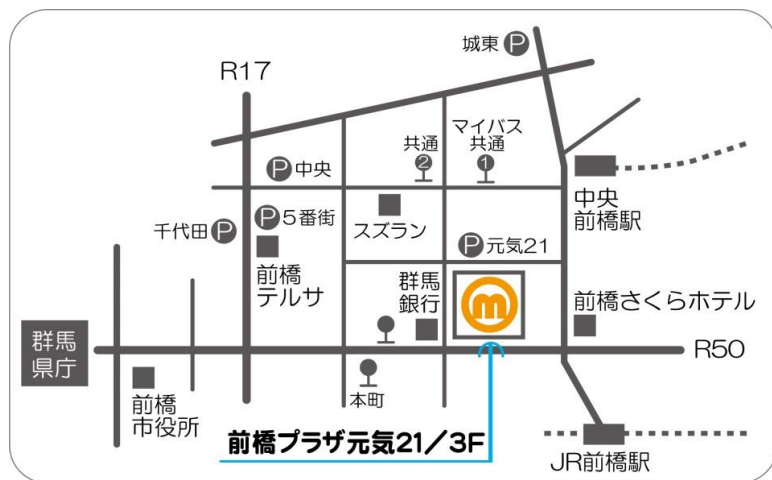 城東 P
R17
マイバス
共通
1
共通
2
P 中央
中央
前橋駅
千代田 P
P 5番街
スズラン
P 元気21
前橋
テルサ
群馬
銀行
m
前橋さくらホテル
群馬
県庁
R50
前橋
市役所
本町
前橋プラザ元気21/3F
JR前橋駅